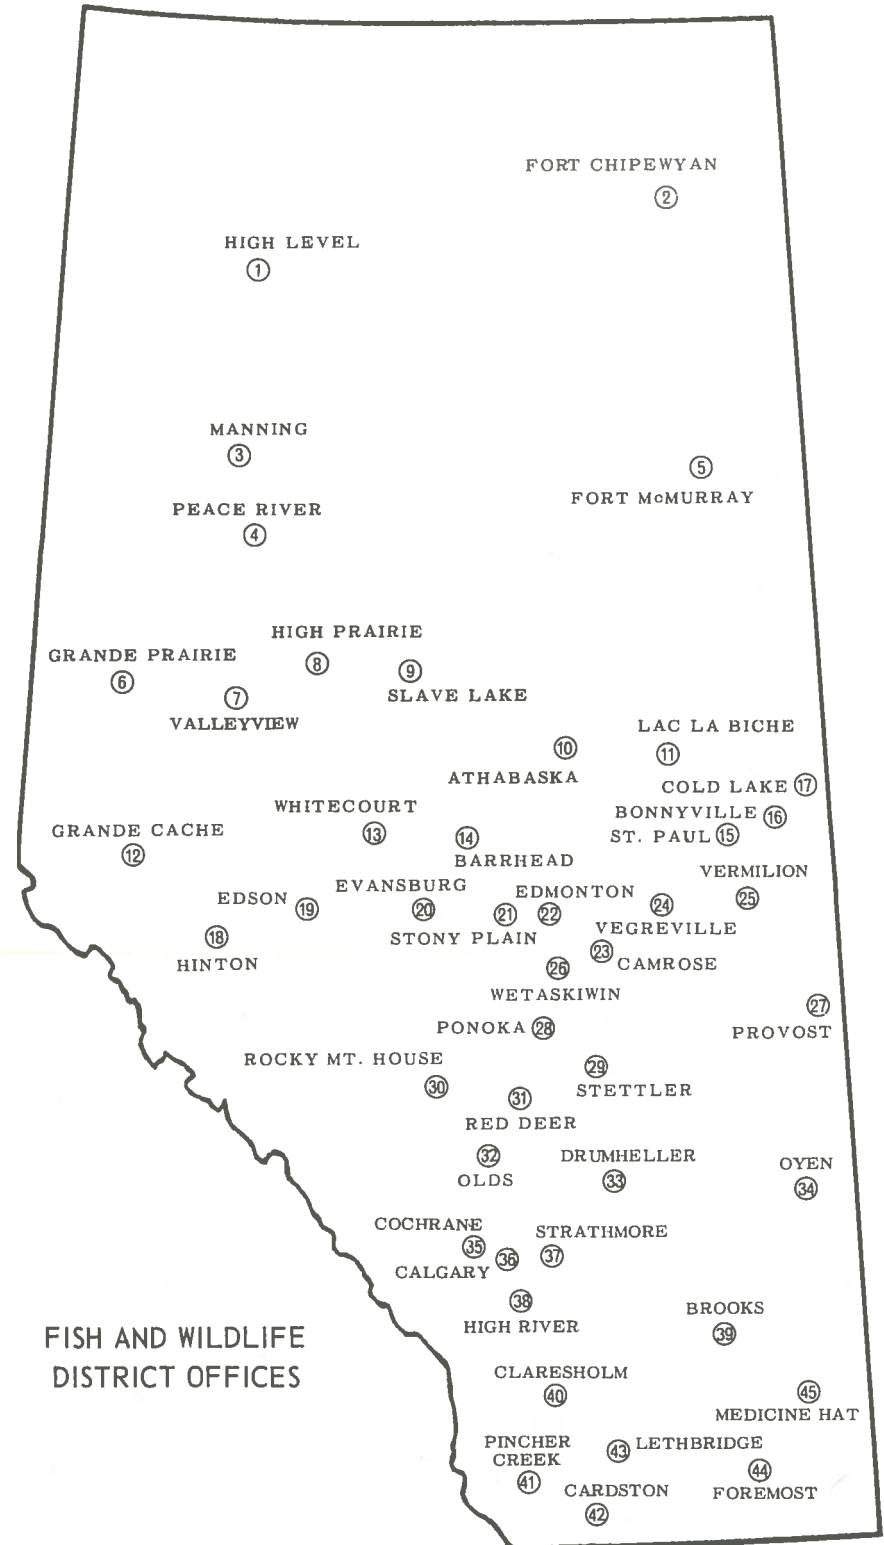 FORT CHIPEWYAN
2
HIGH LEVEL
1
MANNING
3
5
FORT McMURRAY
PEACE RIVER
4
HIGH PRAIRIE
8
GRANDE PRAIRIE
6
7
VALLEYVIEW
9
SLAVE LAKE
10
ATHABASKA
LAC LA BICHE
11
COLD LAKE 17
BONNYVILLE 16
ST. PAUL 15
WHITECOURT
13
14
BARRHEAD
GRANDE CACHE
12
VERMILION
25
EVANSBURG
20
EDMONTON
22
EDSON 19
21
STONY PLAIN
24
VEGREVILLE
18
HINTON
23
CAMROSE
26
WETASKIWIN
27
PROVOST
PONOKA 28
ROCKY MT. HOUSE
30
29
STETTLER
31
RED DEER
32
OLDS
DRUMHELLER
33
OYEN
34
COCHRANE
35
STRATHMORE
37
CALGARY 36
38
HIGH RIVER
BROOKS
39
FISH AND WILDLIFE
DISTRICT OFFICES
CLARESHOLM
40
45
MEDICINE HAT
PINCHER
CREEK
41
43 LETHBRIDGE
44
FOREMOST
CARDSTON
42